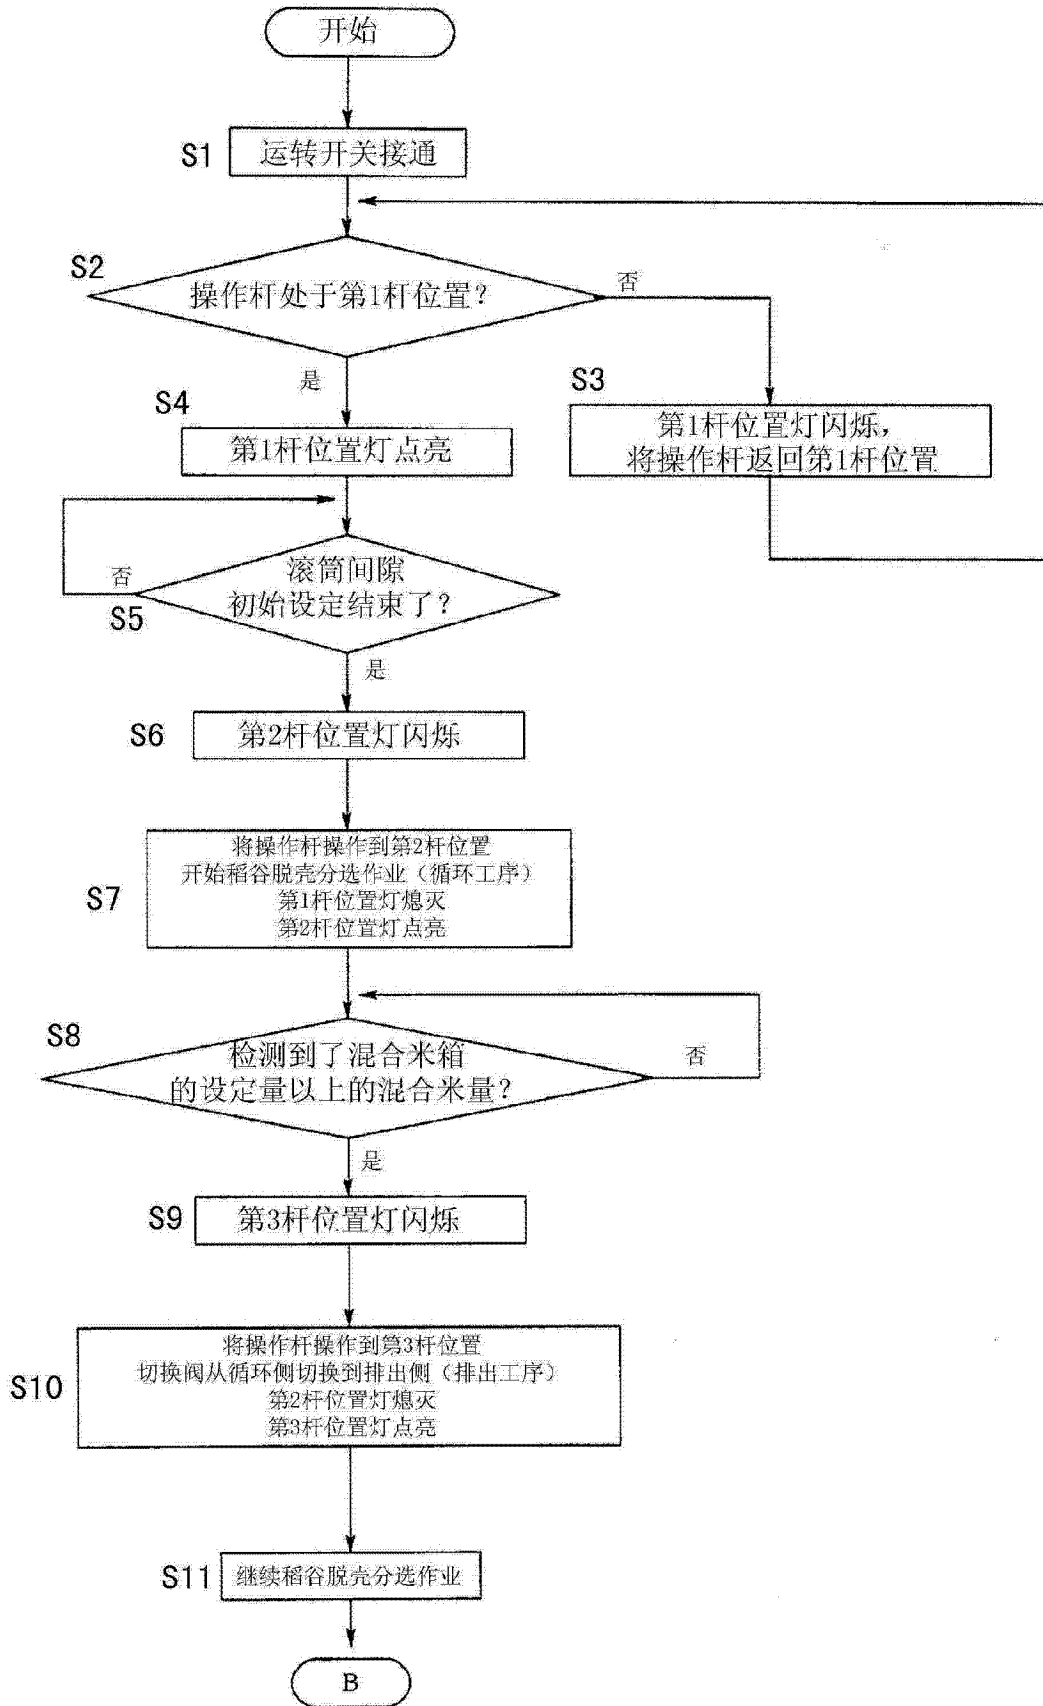 开始
S1
运转开关接通
S2
操作杆处于第1杆位置?
否
是
S3
第1杆位置灯闪烁,
将操作杆返回第1杆位置
S4
第1杆位置灯点亮
否
S5
滚筒间隙
初始设定结束了?
是
S6
第2杆位置灯闪烁
S7
将操作杆操作到第2杆位置
开始稻谷脱壳分选作业(循环工序)
第1杆位置灯熄灭
第2杆位置灯点亮
S8
检测到了混合米箱
的设定量以上的混合米量?
否
是
S9
第3杆位置灯闪烁
S10
将操作杆操作到第3杆位置
切换阀从循环侧切换到排出侧(排出工序)
第2杆位置灯熄灭
第3杆位置灯点亮
S11
继续稻谷脱壳分选作业
B